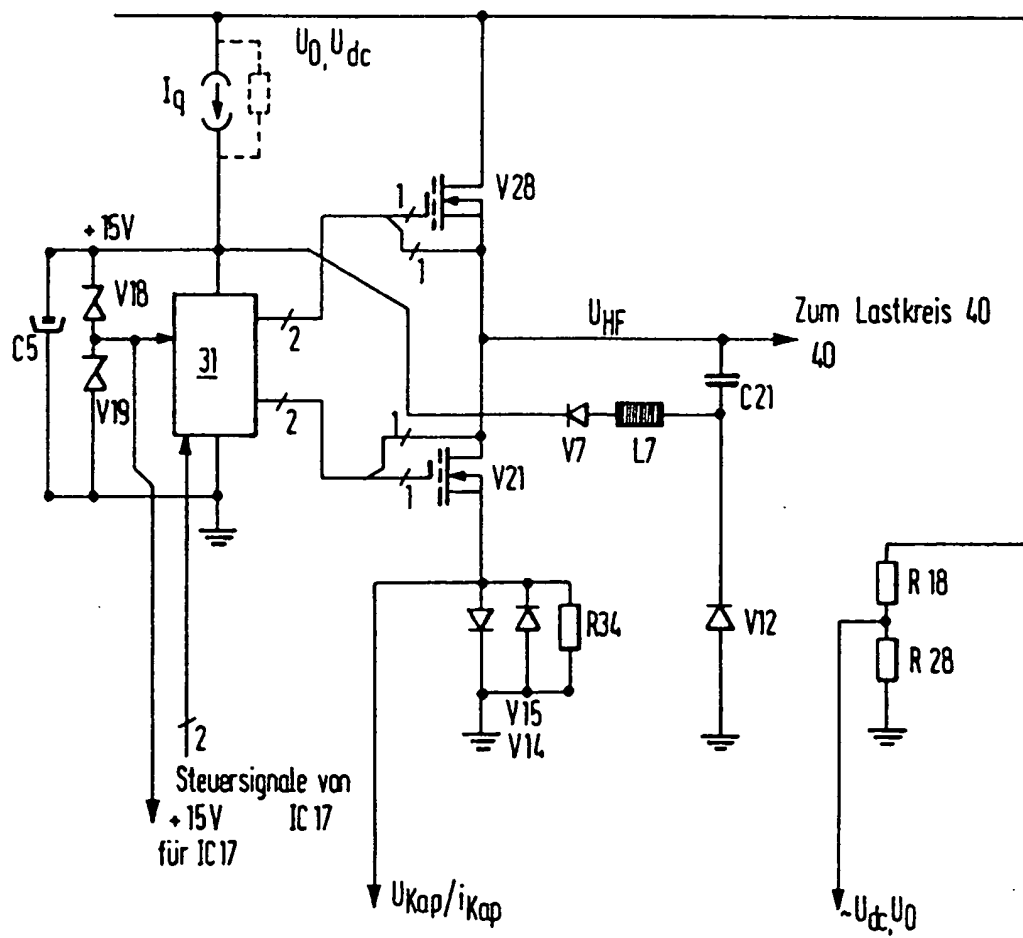 U0, Udc
Iq
1
V28
+15V
1
V18
2
UHF
Zum Lastkreis 40
40
C5
31
C21
V19
2
1
V7
L7
V21
1
R34
V12
R 18
R 28
V15
V14
2
Steuersignale von
IC 17
+15V
für IC17
UKap/iKap
~Udc,U0